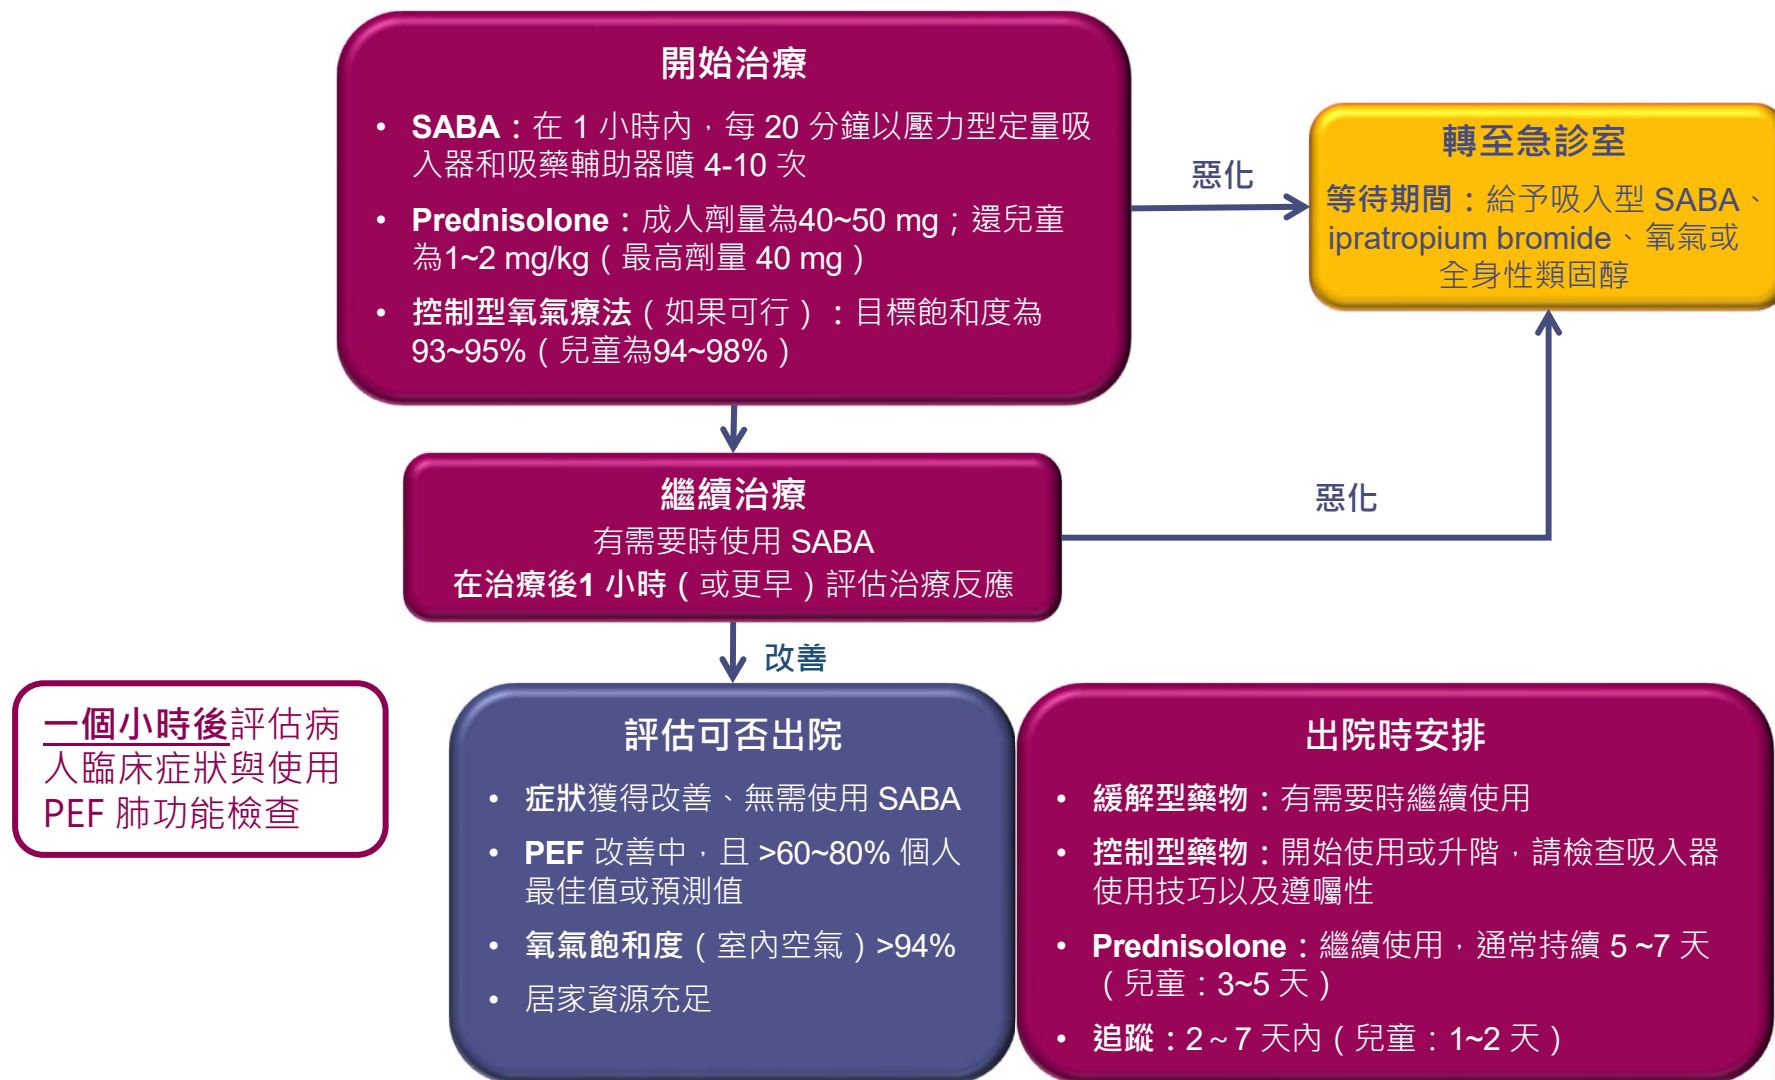 開始治療
• SABA：在 1 小時內，每 20 分鐘以壓力型定量吸
入器和吸藥輔助器噴 4-10 次
• Prednisolone：成人劑量為40~50 mg；還兒童
為1~2 mg/kg（最高劑量 40 mg）
• 控制型氧氣療法（如果可行）：目標飽和度為
93~95%（兒童為94~98%）
惡化
轉至急診室
等待期間：給予吸入型 SABA、
ipratropium bromide、氧氣或
全身性類固醇
繼續治療
有需要時使用 SABA
在治療後1 小時（或更早）評估治療反應
惡化
改善
一個小時後評估病
人臨床症狀與使用
PEF 肺功能檢查
評估可否出院
• 症狀獲得改善、無需使用 SABA
• PEF 改善中，且 >60~80% 個人
最佳值或預測值
• 氧氣飽和度（室內空氣）>94%
• 居家資源充足
出院時安排
• 緩解型藥物：有需要時繼續使用
• 控制型藥物：開始使用或升階，請檢查吸入器
使用技巧以及遵囑性
• Prednisolone：繼續使用，通常持續 5 ~7 天
（兒童：3~5 天）
• 追蹤：2～7 天內（兒童：1~2 天）